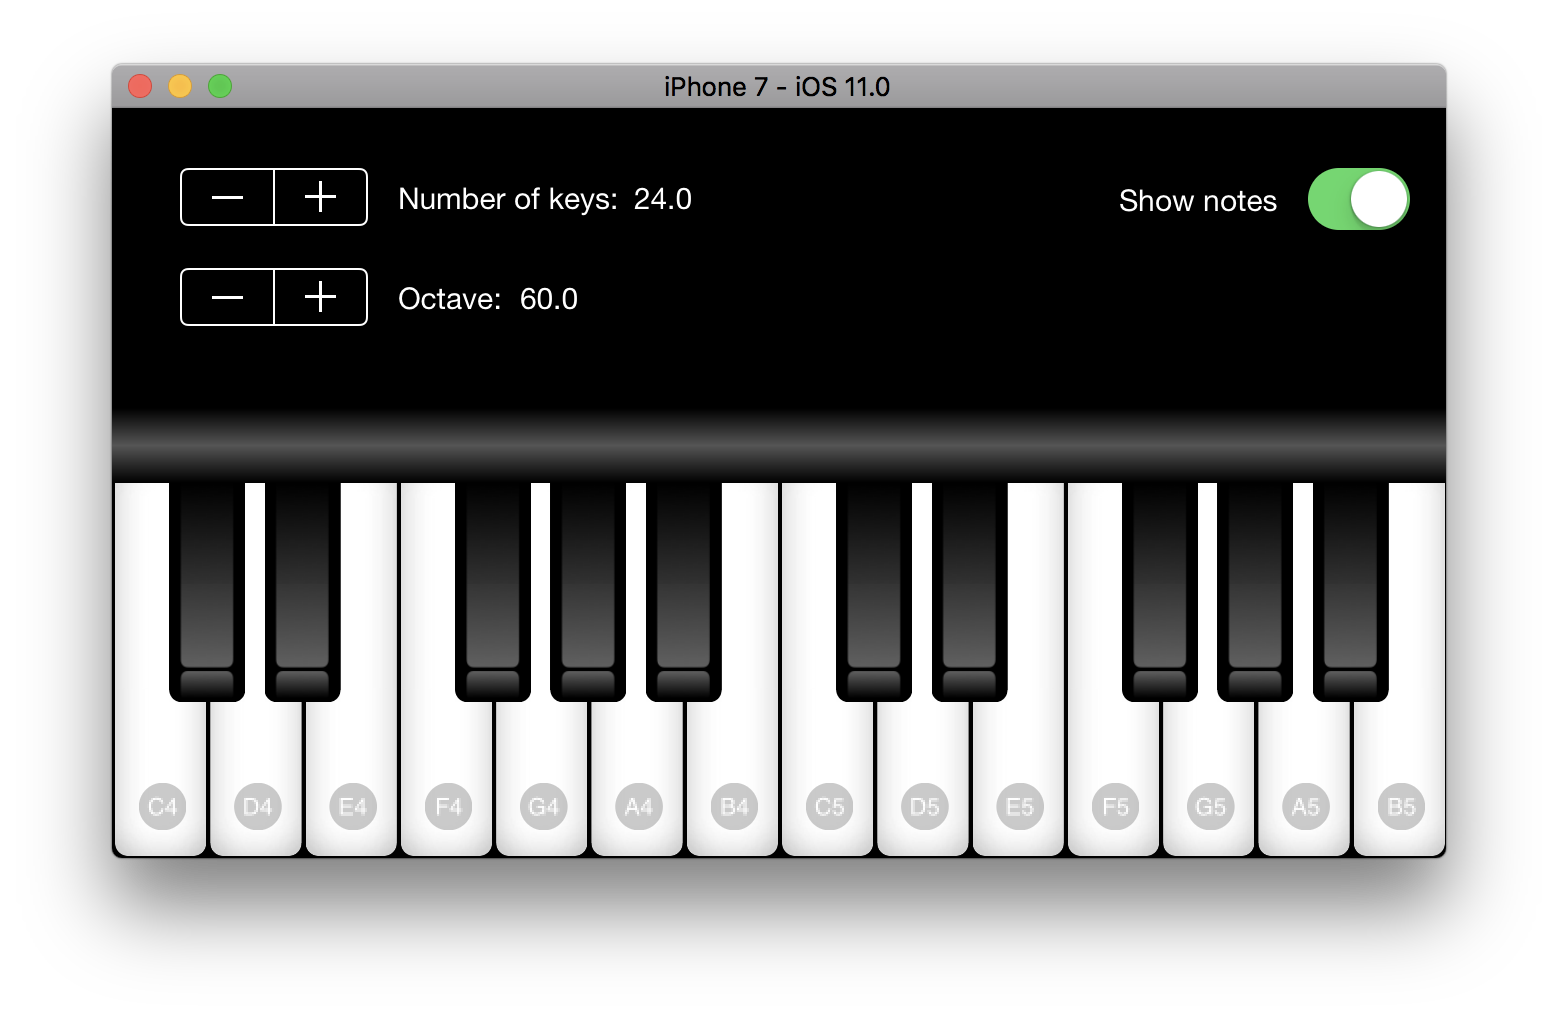 iPhone 7 - iOS 11.0
Number of keys: 24.0
Show notes
Octave: 60.0
C4 D4 E4 F4 G4 A4 B4 C5 D5 E5 F5 G5 A5 B5